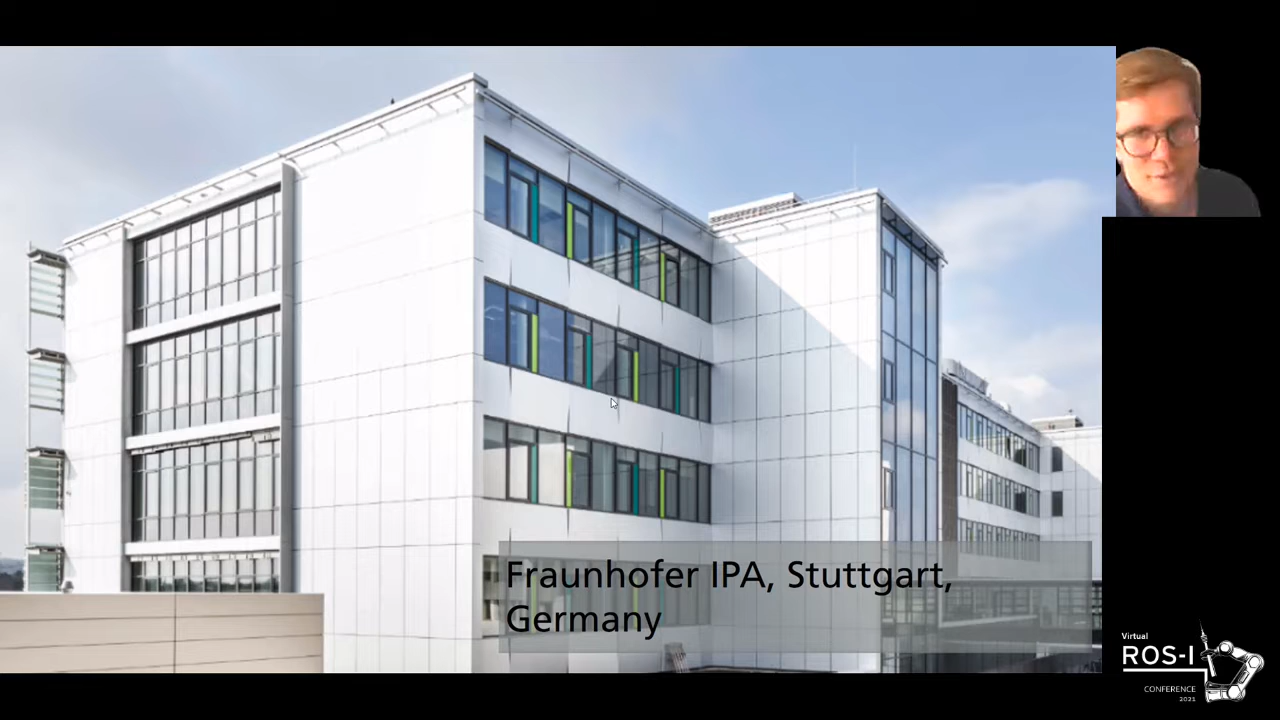 Fraunhofer IPA, Stuttgart,
Germany
Virtual
ROS-I
CONFERENCE
2021